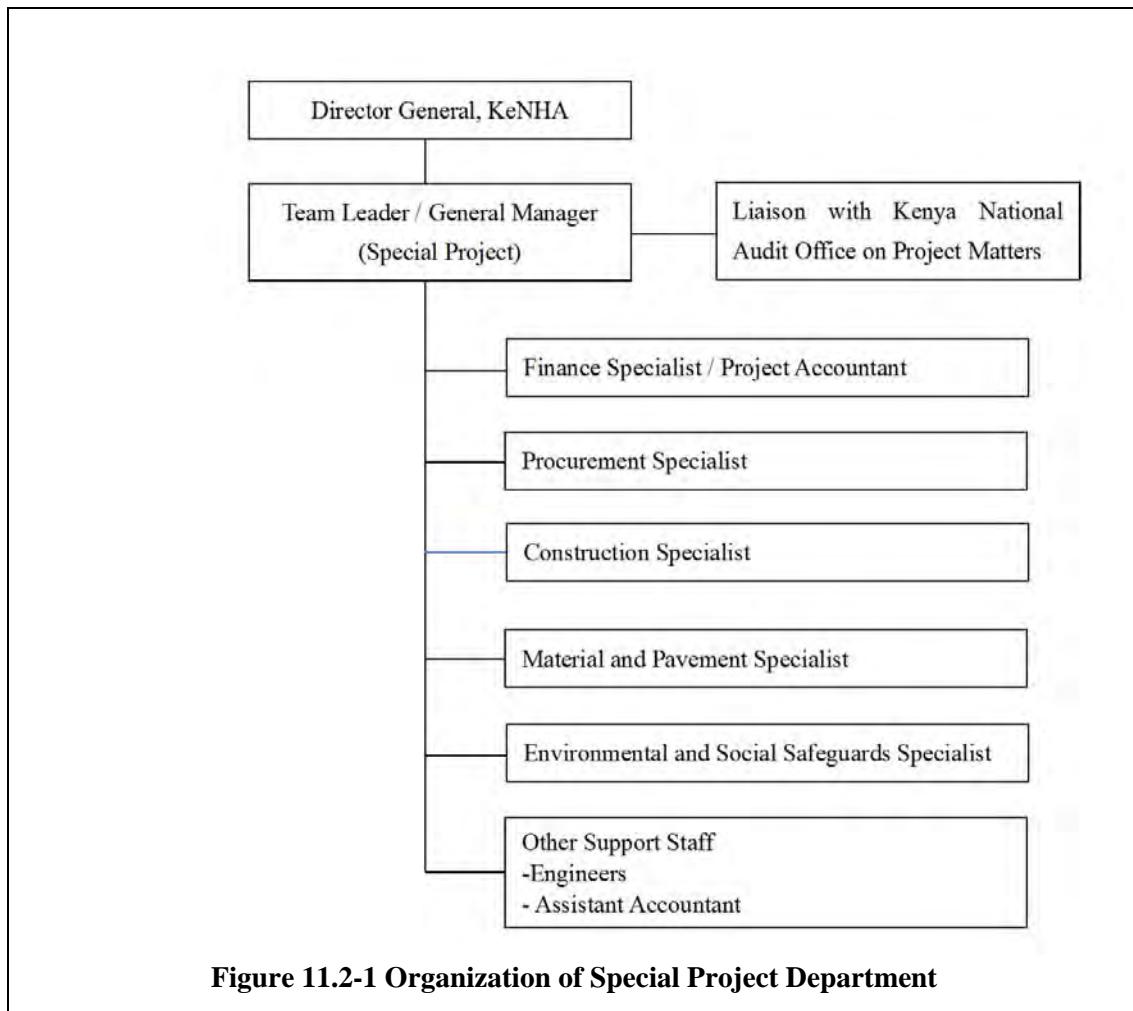 Director General, KeNHA
Team Leader / General Manager
(Special Project)
Liaison with Kenya National
Audit Office on Project Matters
Finance Specialist / Project Accountant
Procurement Specialist
Construction Specialist
Material and Pavement Specialist
Environmental and Social Safeguards Specialist
Other Support Staff
-Engineers
- Assistant Accountant
Figure 11.2-1 Organization of Special Project Department